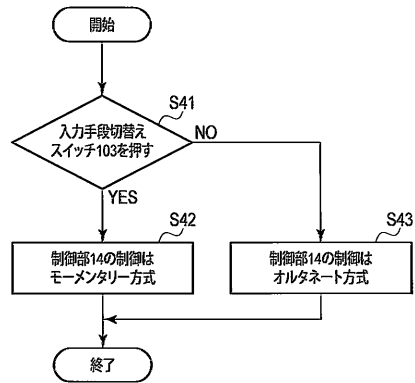 開始
S41
入力手段切替え
スイッチ103を押す
NO
YES
S42
制御部14の制御は
モーメンタリー方式
S43
制御部14の制御は
オルタネート方式
終了